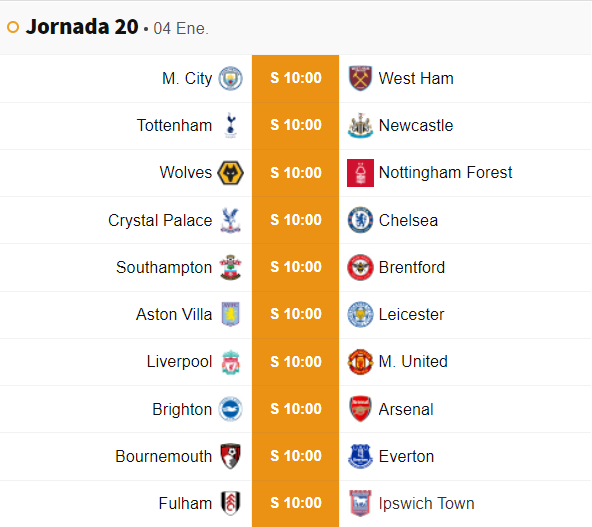 Jornada 20 • 04 Ene.
M. City S 10:00 West Ham
Tottenham S 10:00 Newcastle
Wolves S 10:00 Nottingham Forest
Crystal Palace S 10:00 Chelsea
Southampton S 10:00 Brentford
Aston Villa S 10:00 Leicester
Liverpool S 10:00 M. United
Brighton S 10:00 Arsenal
Bournemouth S 10:00 Everton
Fulham S 10:00 Ipswich Town